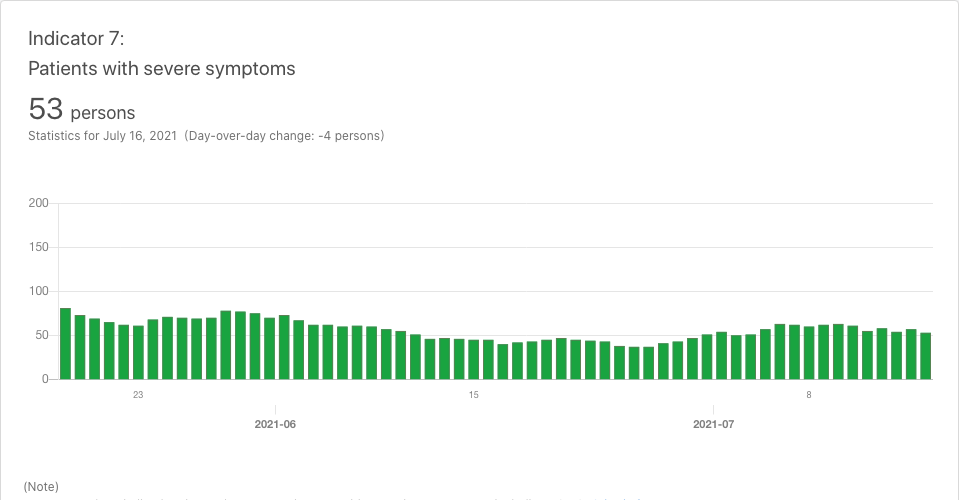 Indicator 7:
Patients with severe symptoms
53 persons
Statistics for July 16, 2021 (Day-over-day change: -4 persons)
200
150
100
50
0
23
15
8
2021-06
2021-07
(Note)